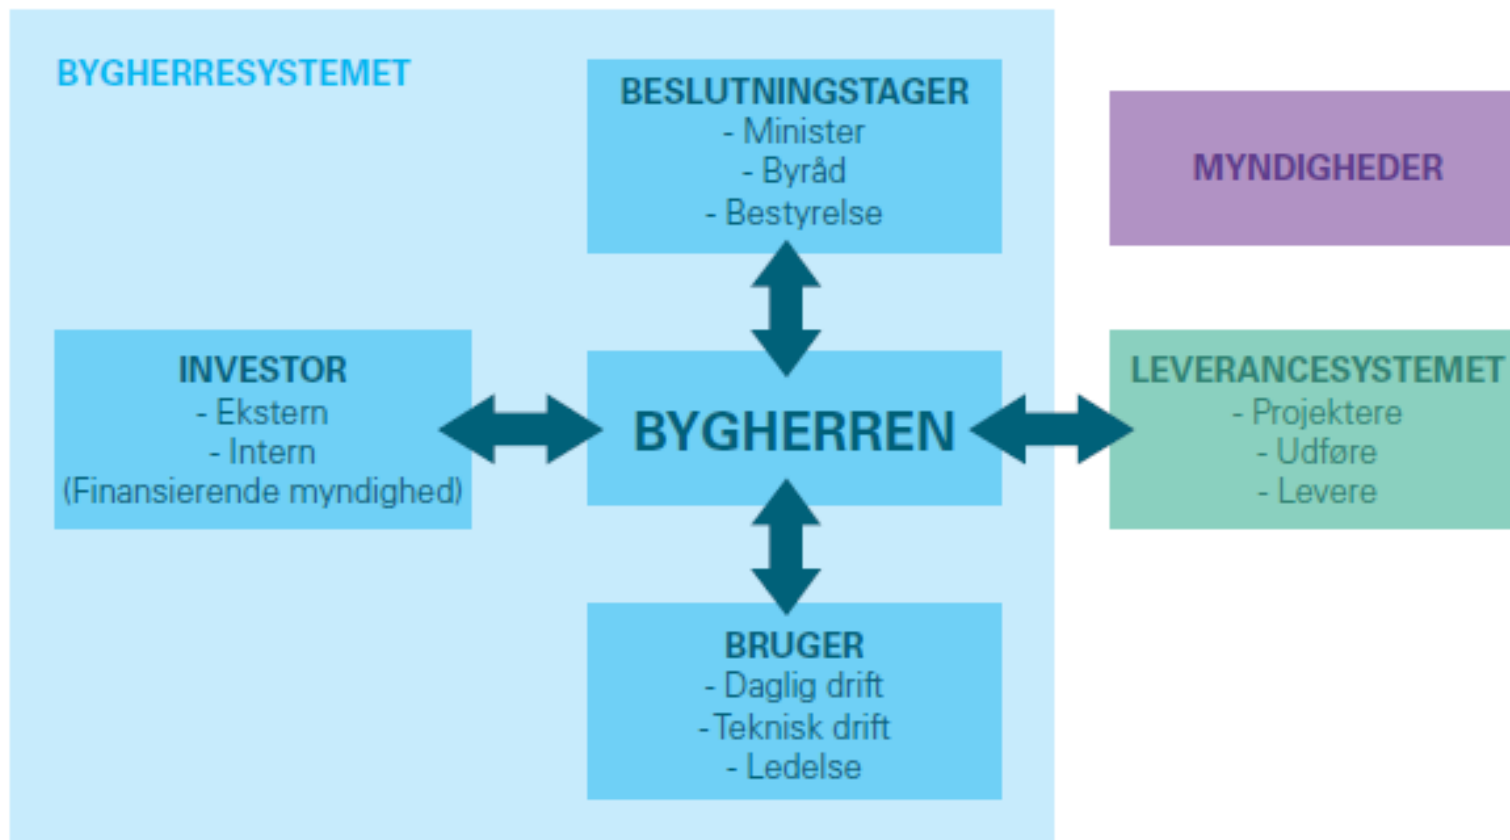 BYGHERRESYSTEMET
BESLUTNINGSTAGER
- Minister
- Byråd
- Bestyrelse
MYNDIGHEDER
INVESTOR
- Ekstern
- Intern
(Finansierende myndighed)
BYGHERREN
LEVERANCESYSTEMET
- Projektere
- Udføre
- Levere
BRUGER
- Daglig drift
- Teknisk drift
- Ledelse